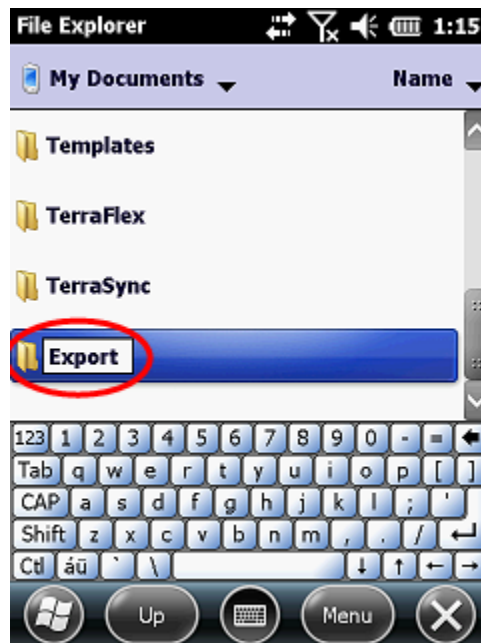 File Explorer 1:15
My Documents Name
Templates
TerraFlex
TerraSync
Export
123 1 2 3 4 5 6 7 8 9 0 - =
Tab q w e r t y u i o p [ ]
CAP a s d f g h j k l ; '
Shift z x c v b n m , . /
Ctl áü ` \
Up Menu